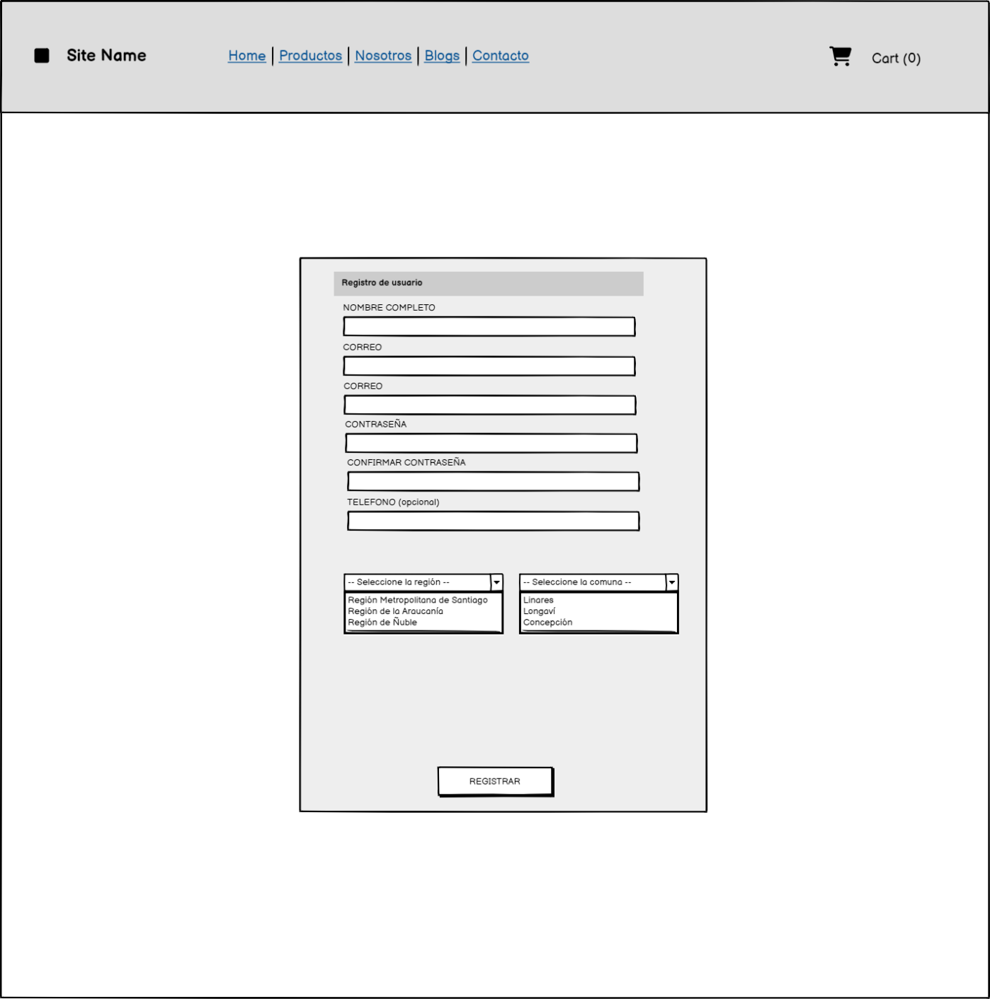 Site Name
Home | Productos | Nosotros | Blogs | Contacto
Cart (0)
Registro de usuario
NOMBRE COMPLETO
CORREO
CORREO
CONTRASEÑA
CONFIRMAR CONTRASEÑA
TELEFONO (opcional)
-- Seleccione la región --
Región Metropolitana de Santiago
Región de la Araucanía
Región de Ñuble
-- Seleccione la comuna --
Linares
Longaví
Concepción
REGISTRAR